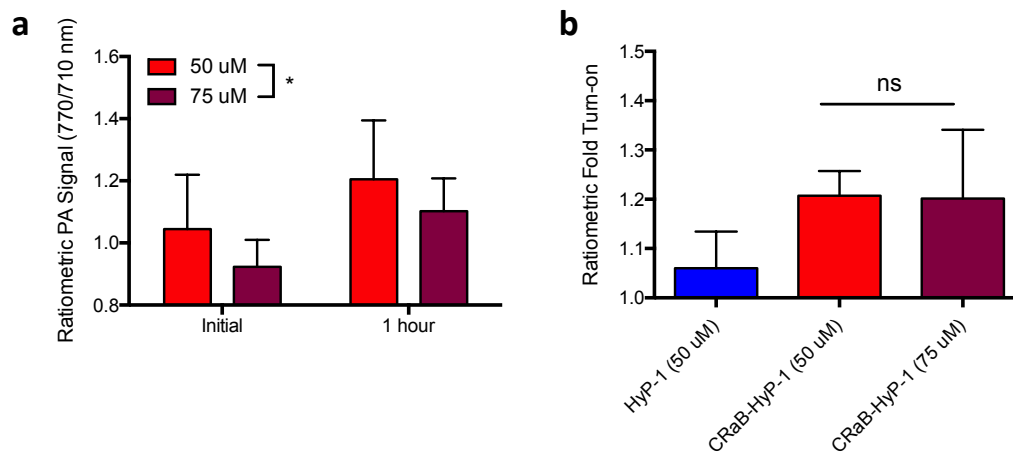 a
Ratiometric PA Signal (770/710 nm)
1.6
1.4
1.2
1.0
0.8
50 uM
75 uM
*
Initial
1 hour
b
Ratiometric Fold Turn-on
1.5
1.4
1.3
1.2
1.1
1.0
ns
HyP-1 (50 uM)
CRaB-HyP-1 (50 uM)
CRaB-HyP-1 (75 uM)